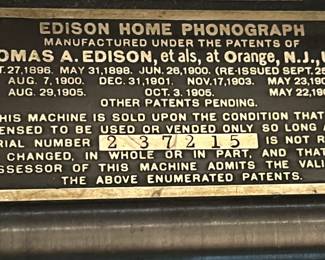 EDISON HOME PHONOGRAPH
MANUFACTURED UNDER THE PATENTS OF
OMAS A. EDISON, et als, at Orange, N.J., U
T. 27, 1896. MAY 31, 1898. JUN. 26, 1900. (RE-ISSUED SEPT. 25
AUG. 7, 1900. DEC. 31, 1901. NOV. 17, 1903. MAY 23, 190
AUG. 29, 1905. OCT. 3, 1905. MAY 22, 190
OTHER PATENTS PENDING.
HIS MACHINE IS SOLD UPON THE CONDITION THAT
ENSED TO BE USED OR VENDED ONLY SO LONG A
RIAL NUMBER 237215 IS NOT R
CHANGED, IN WHOLE OR IN PART, AND THAT
SSESSOR OF THIS MACHINE ADMITS THE VALI
THE ABOVE ENUMERATED PATENTS.